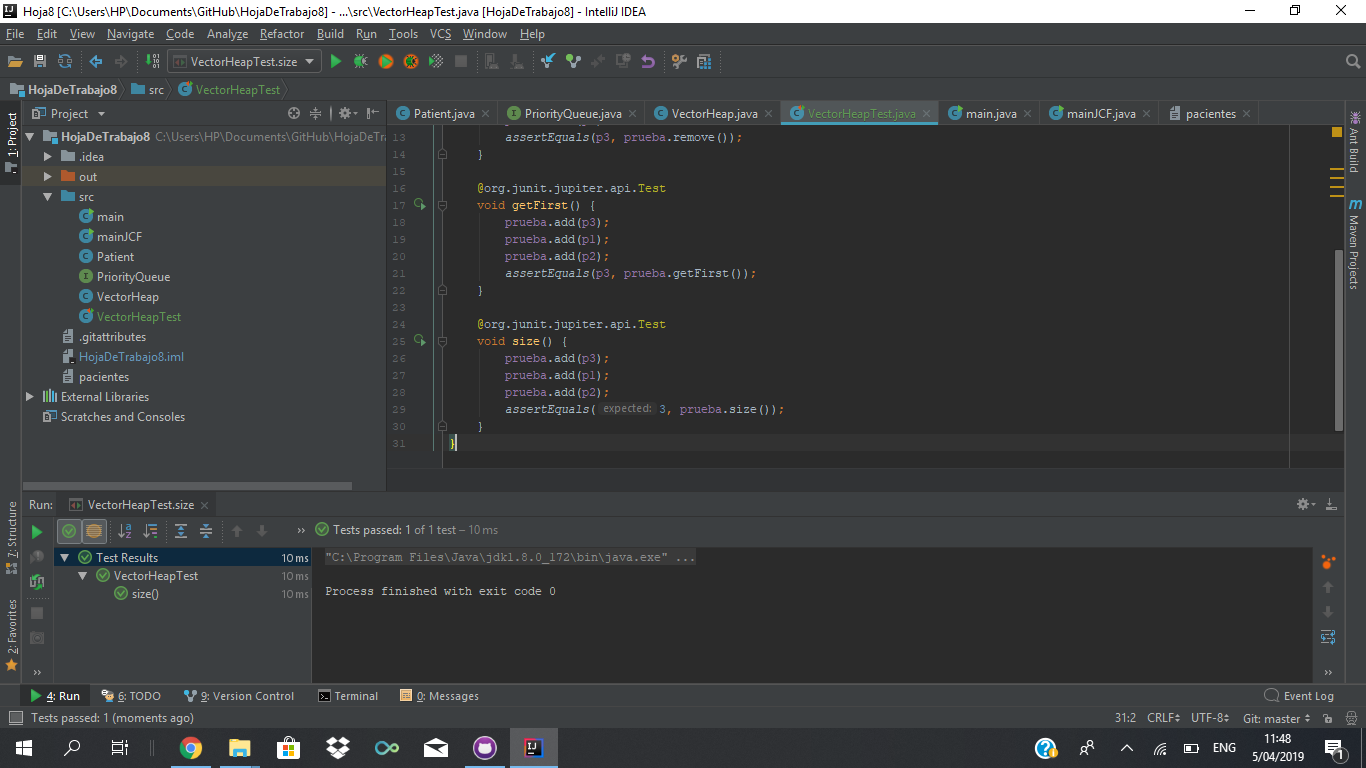 Hoja8 [C:\Users\HP\Documents\GitHub\HojaDeTrabajo8] - ...\src\VectorHeapTest.java [HojaDeTrabajo8] - IntelliJ IDEA
File Edit View Navigate Code Analyze Refactor Build Run Tools VCS Window Help
VectorHeapTest.size
HojaDeTrabajo8 src VectorHeapTest
Project
Patient.java PriorityQueue.java VectorHeap.java VectorHeapTest.java main.java mainJCF.java pacientes
1: Project
HojaDeTrabajo8 C:\Users\HP\Documents\GitHub\HojaDeTra
.idea
out
src
main
mainJCF
Patient
PriorityQueue
VectorHeap
VectorHeapTest
.gitattributes
HojaDeTrabajo8.iml
pacientes
External Libraries
Scratches and Consoles
13 assertEquals(p3, prueba.remove());
14 }
15
16 @org.junit.jupiter.api.Test
17 void getFirst() {
18 prueba.add(p3);
19 prueba.add(p1);
20 prueba.add(p2);
21 assertEquals(p3, prueba.getFirst());
22 }
23
24 @org.junit.jupiter.api.Test
25 void size() {
26 prueba.add(p3);
27 prueba.add(p1);
28 prueba.add(p2);
29 assertEquals( expected: 3, prueba.size());
30 }
31 }
Ant Build
Maven Projects
Run: VectorHeapTest.size
7: Structure
2: Favorites
Tests passed: 1 of 1 test – 10 ms
Test Results 10 ms
VectorHeapTest 10 ms
size() 10 ms
"C:\Program Files\Java\jdk1.8.0_172\bin\java.exe" ...
Process finished with exit code 0
4: Run 6: TODO 9: Version Control Terminal 0: Messages Event Log
Tests passed: 1 (moments ago)
31:2 CRLF UTF-8 Git: master
ENG
11:48
5/04/2019
1